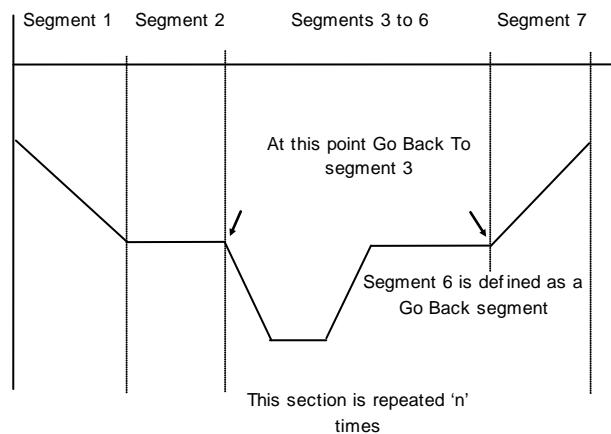 Segment 1
Segment 2
Segments 3 to 6
Segment 7
At this point Go Back To
segment 3
Segment 6 is defined as a
Go Back segment
This section is repeated ‘n’
times